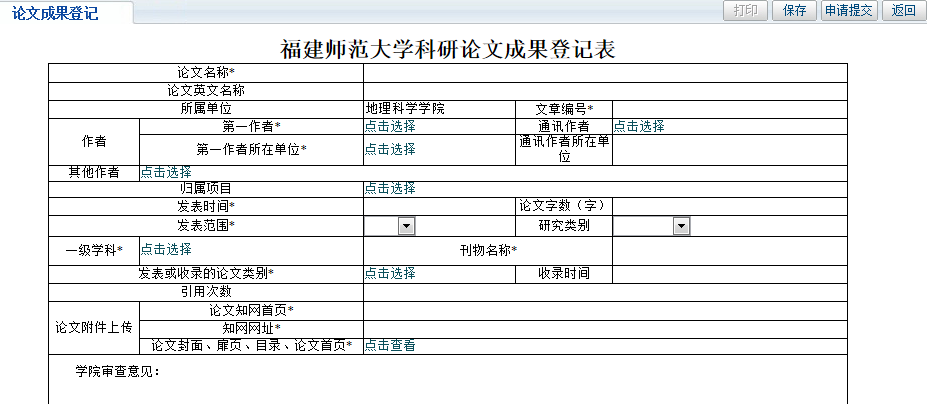 论文成果登记
打印 保存 申请提交 返回
福建师范大学科研论文成果登记表
论文名称*
论文英文名称
所属单位 地理科学学院 文章编号*
作者
第一作者* 点击选择 通讯作者 点击选择
第一作者所在单位* 点击选择 通讯作者所在单
位
其他作者 点击选择
归属项目 点击选择
发表时间* 论文字数（字）
发表范围* 研究类别
一级学科* 点击选择 刊物名称*
发表或收录的论文类别* 点击选择 收录时间
引用次数
论文附件上传
论文知网首页*
知网网址*
论文封面、扉页、目录、论文首页* 点击查看
学院审查意见：